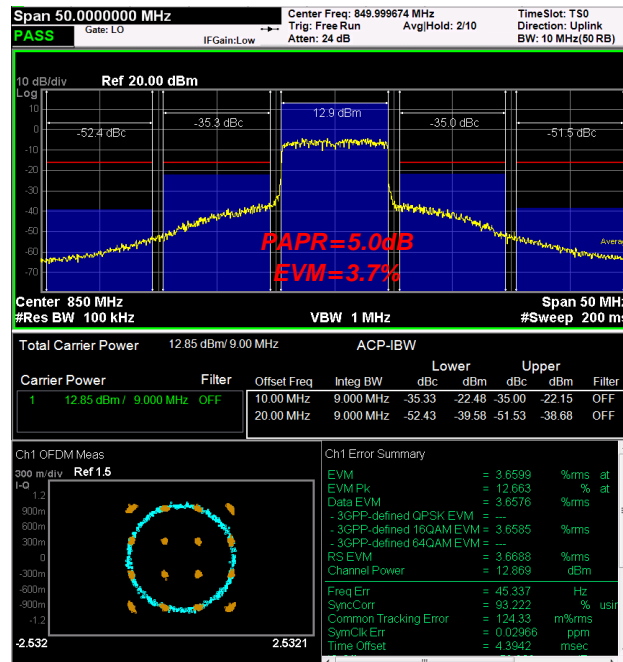 Span 50.0000000 MHz
PASS
Gate: LO
IFGain:Low
Center Freq: 849.999674 MHz
Trig: Free Run Avg|Hold: 2/10
Atten: 24 dB
TimeSlot: TS0
Direction: Uplink
BW: 10 MHz(50 RB)
10 dB/div Ref 20.00 dBm
Log
10
0
-10
-20
-30
-40
-50
-60
-70
-52.4 dBc
-35.3 dBc
12.9 dBm
-35.0 dBc
-51.5 dBc
PAPR=5.0dB
EVM=3.7%
Averag
Center 850 MHz Span 50 MHz
#Res BW 100 kHz VBW 1 MHz #Sweep 200 ms
Total Carrier Power 12.85 dBm/ 9.00 MHz ACP-IBW
Lower Upper
Carrier Power Filter Offset Freq Integ BW dBc dBm dBc dBm Filter
1 12.85 dBm / 9.000 MHz OFF 10.00 MHz 9.000 MHz -35.33 -22.48 -35.00 -22.15 OFF
20.00 MHz 9.000 MHz -52.43 -39.58 -51.53 -38.68 OFF
Ch1 OFDM Meas
300 m/div Ref 1.5
I-Q
1.2
900m
600m
300m
0
-300m
-600m
-900m
-1.2
-2.532 2.5321
Ch1 Error Summary
EVM = 3.6599 %rms at
EVM Pk = 12.663 % at
Data EVM = 3.6576 %rms
- 3GPP-defined QPSK EVM = ---
- 3GPP-defined 16QAM EVM = 3.6585 %rms
- 3GPP-defined 64QAM EVM = ---
RS EVM = 3.6688 %rms
Channel Power = 12.869 dBm
Freq Err = 45.337 Hz
SyncCorr = 93.222 % usin
Common Tracking Error = 124.33 m%rms
SymClk Err = 0.02966 ppm
Time Offset = 4.3942 msec